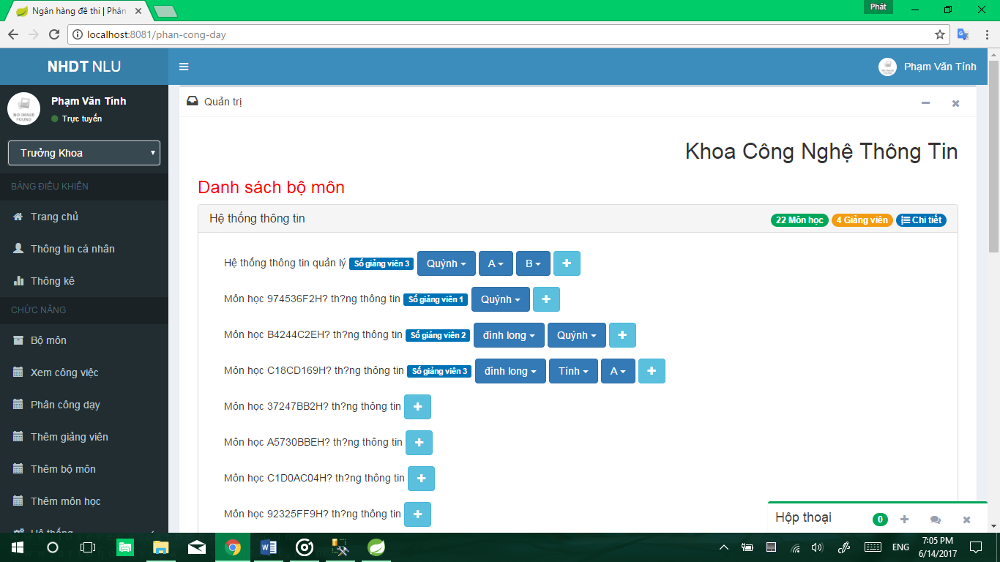 Ngân hàng đề thi | Phân
Phát
localhost:8081/phan-cong-day
NHDT NLU
Phạm Văn Tính
Phạm Văn Tính
Trực tuyến
Trưởng Khoa
BẢNG ĐIỀU KHIỂN
Trang chủ
Thông tin cá nhân
Thống kê
CHỨC NĂNG
Bộ môn
Xem công việc
Phân công dạy
Thêm giảng viên
Thêm bộ môn
Thêm môn học
Hệ thống
Quản trị
Khoa Công Nghệ Thông Tin
Danh sách bộ môn
Hệ thống thông tin 22 Môn học 4 Giảng viên Chi tiết
Hệ thống thông tin quản lý Số giảng viên 3 Quỳnh A B
Môn học 974536F2H? th?ng thông tin Số giảng viên 1 Quỳnh
Môn học B4244C2EH? th?ng thông tin Số giảng viên 2 đình long Quỳnh
Môn học C18CD169H? th?ng thông tin Số giảng viên 3 đình long Tính A
Môn học 37247BB2H? th?ng thông tin
Môn học A5730BBEH? th?ng thông tin
Môn học C1D0AC04H? th?ng thông tin
Môn học 92325FF9H? th?ng thông tin
Hộp thoại 0
ENG
7:05 PM
6/14/2017